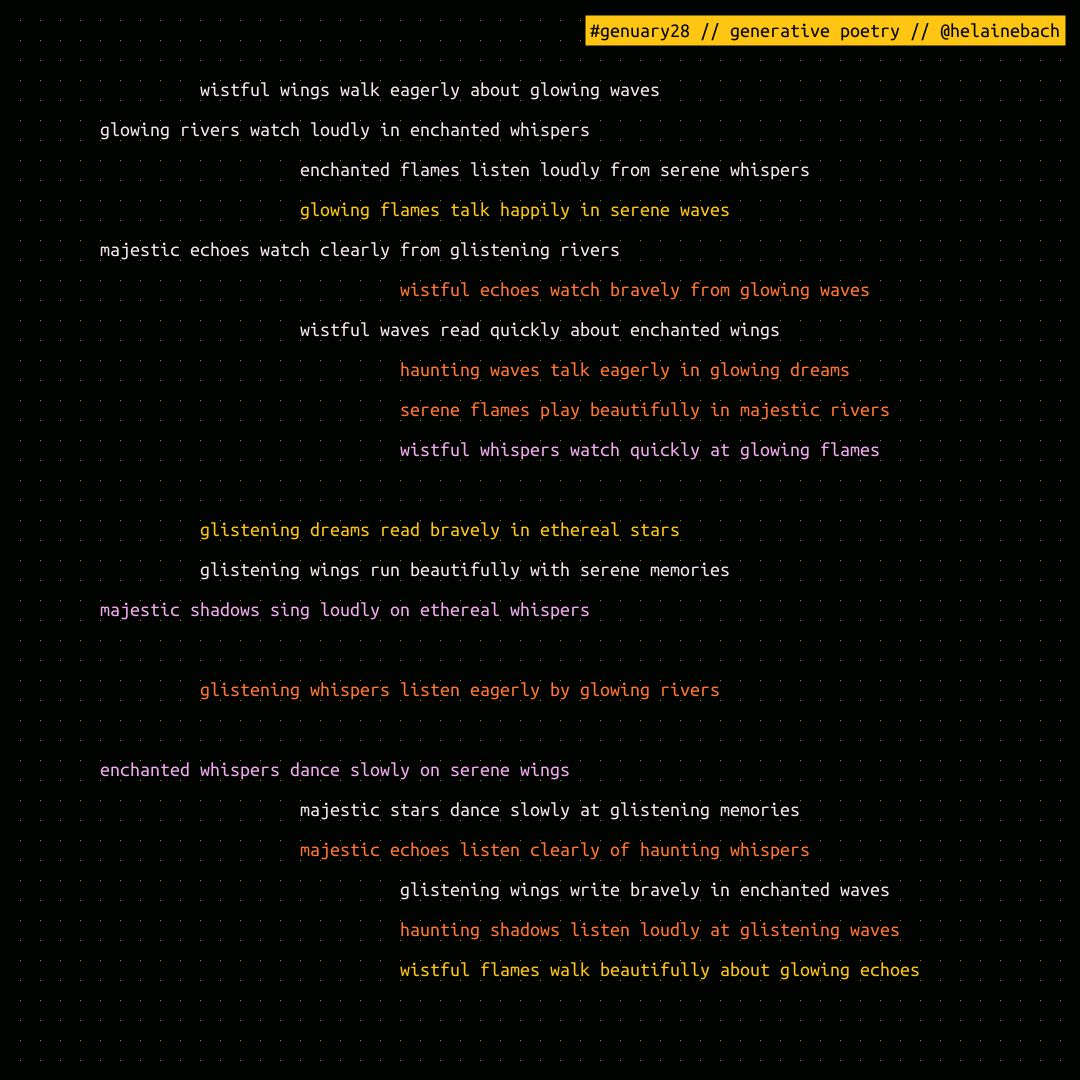 #genuary28 // generative poetry // @helainebach
wistful wings walk eagerly about glowing waves
glowing rivers watch loudly in enchanted whispers
enchanted flames listen loudly from serene whispers
glowing flames talk happily in serene waves
majestic echoes watch clearly from glistening rivers
wistful echoes watch bravely from glowing waves
wistful waves read quickly about enchanted wings
haunting waves talk eagerly in glowing dreams
serene flames play beautifully in majestic rivers
wistful whispers watch quickly at glowing flames
glistening dreams read bravely in ethereal stars
glistening wings run beautifully with serene memories
majestic shadows sing loudly on ethereal whispers
glistening whispers listen eagerly by glowing rivers
enchanted whispers dance slowly on serene wings
majestic stars dance slowly at glistening memories
majestic echoes listen clearly of haunting whispers
glistening wings write bravely in enchanted waves
haunting shadows listen loudly at glistening waves
wistful flames walk beautifully about glowing echoes